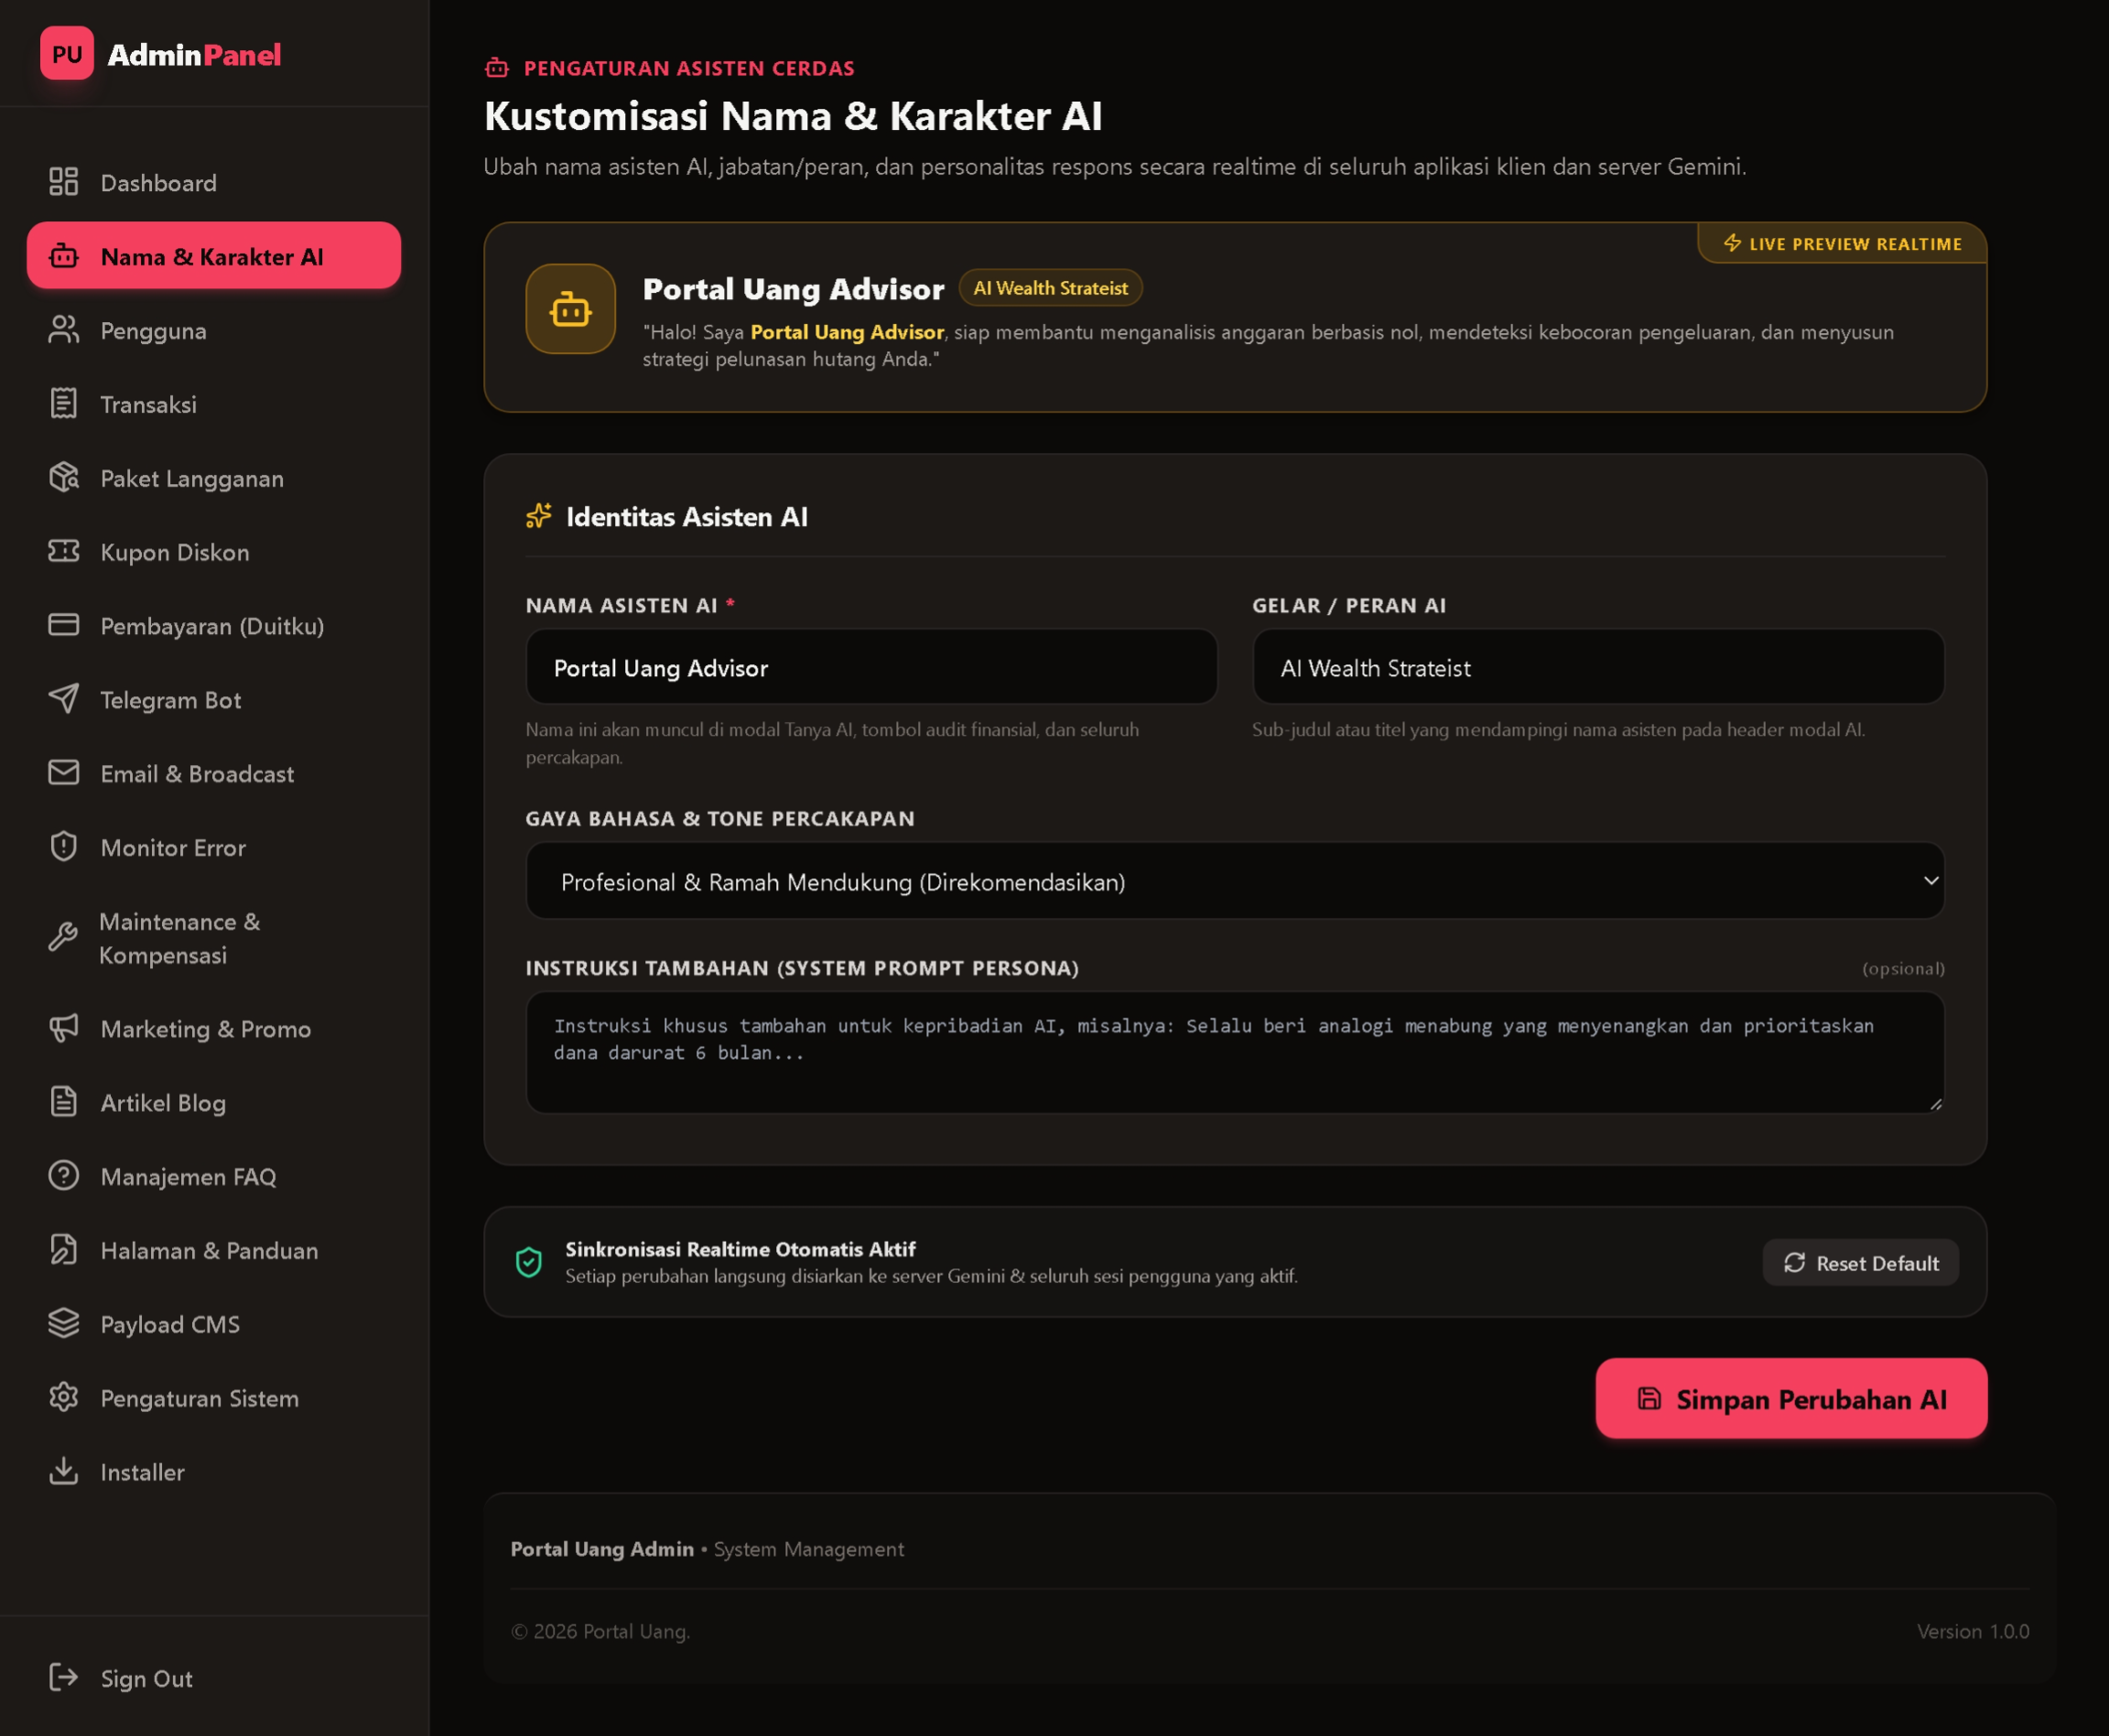 PU AdminPanel
Dashboard
Nama & Karakter AI
Pengguna
Transaksi
Paket Langganan
Kupon Diskon
Pembayaran (Duitku)
Telegram Bot
Email & Broadcast
Monitor Error
Maintenance &
Kompensasi
Marketing & Promo
Artikel Blog
Manajemen FAQ
Halaman & Panduan
Payload CMS
Pengaturan Sistem
Installer
Sign Out
PENGATURAN ASISTEN CERDAS
Kustomisasi Nama & Karakter AI
Ubah nama asisten AI, jabatan/peran, dan personalitas respons secara realtime di seluruh aplikasi klien dan server Gemini.
LIVE PREVIEW REALTIME
Portal Uang Advisor AI Wealth Strateist
"Halo! Saya Portal Uang Advisor, siap membantu menganalisis anggaran berbasis nol, mendeteksi kebocoran pengeluaran, dan menyusun
strategi pelunasan hutang Anda."
Identitas Asisten AI
NAMA ASISTEN AI *
Portal Uang Advisor
Nama ini akan muncul di modal Tanya AI, tombol audit finansial, dan seluruh
percakapan.
GELAR / PERAN AI
AI Wealth Strateist
Sub-judul atau titel yang mendampingi nama asisten pada header modal AI.
GAYA BAHASA & TONE PERCAKAPAN
Profesional & Ramah Mendukung (Direkomendasikan)
INSTRUKSI TAMBAHAN (SYSTEM PROMPT PERSONA) (opsional)
Instruksi khusus tambahan untuk kepribadian AI, misalnya: Selalu beri analogi menabung yang menyenangkan dan prioritaskan
dana darurat 6 bulan...
Sinkronisasi Realtime Otomatis Aktif
Setiap perubahan langsung disiarkan ke server Gemini & seluruh sesi pengguna yang aktif.
Reset Default
Simpan Perubahan AI
Portal Uang Admin • System Management
© 2026 Portal Uang.
Version 1.0.0